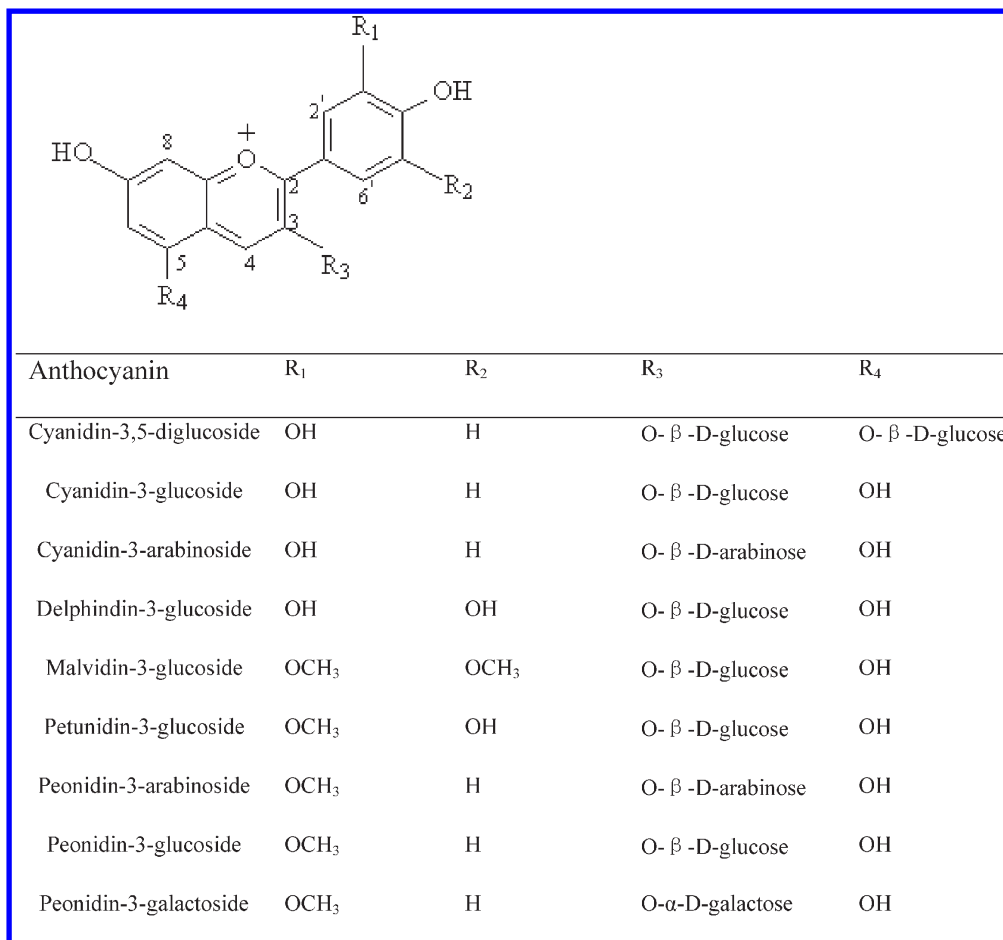 R₁
OH
2'
+
8
HO
O
2
R₂
6'
3
5
4
R₃
R₄
Anthocyanin R₁ R₂ R₃ R₄
Cyanidin-3,5-diglucoside OH H O- β -D-glucose O- β -D-glucose
Cyanidin-3-glucoside OH H O- β -D-glucose OH
Cyanidin-3-arabinoside OH H O- β -D-arabinose OH
Delphindin-3-glucoside OH OH O- β -D-glucose OH
Malvidin-3-glucoside OCH₃ OCH₃ O- β -D-glucose OH
Petunidin-3-glucoside OCH₃ OH O- β -D-glucose OH
Peonidin-3-arabinoside OCH₃ H O- β -D-arabinose OH
Peonidin-3-glucoside OCH₃ H O- β -D-glucose OH
Peonidin-3-galactoside OCH₃ H O-α-D-galactose OH